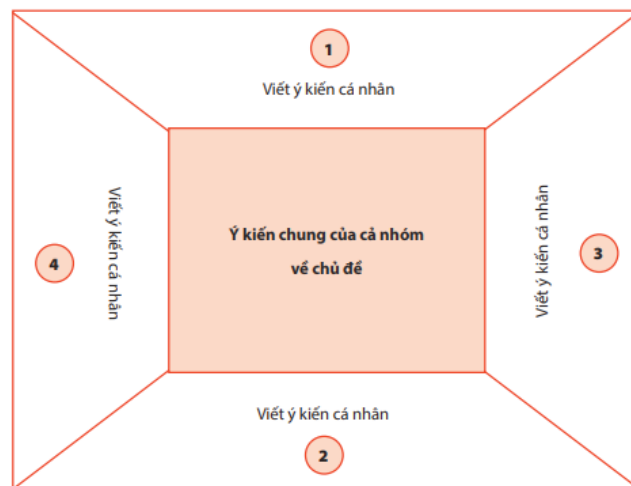 1
Viết ý kiến cá nhân
Viết ý kiến cá nhân
4
Ý kiến chung của cả nhóm
về chủ đề
Viết ý kiến cá nhân
3
Viết ý kiến cá nhân
2